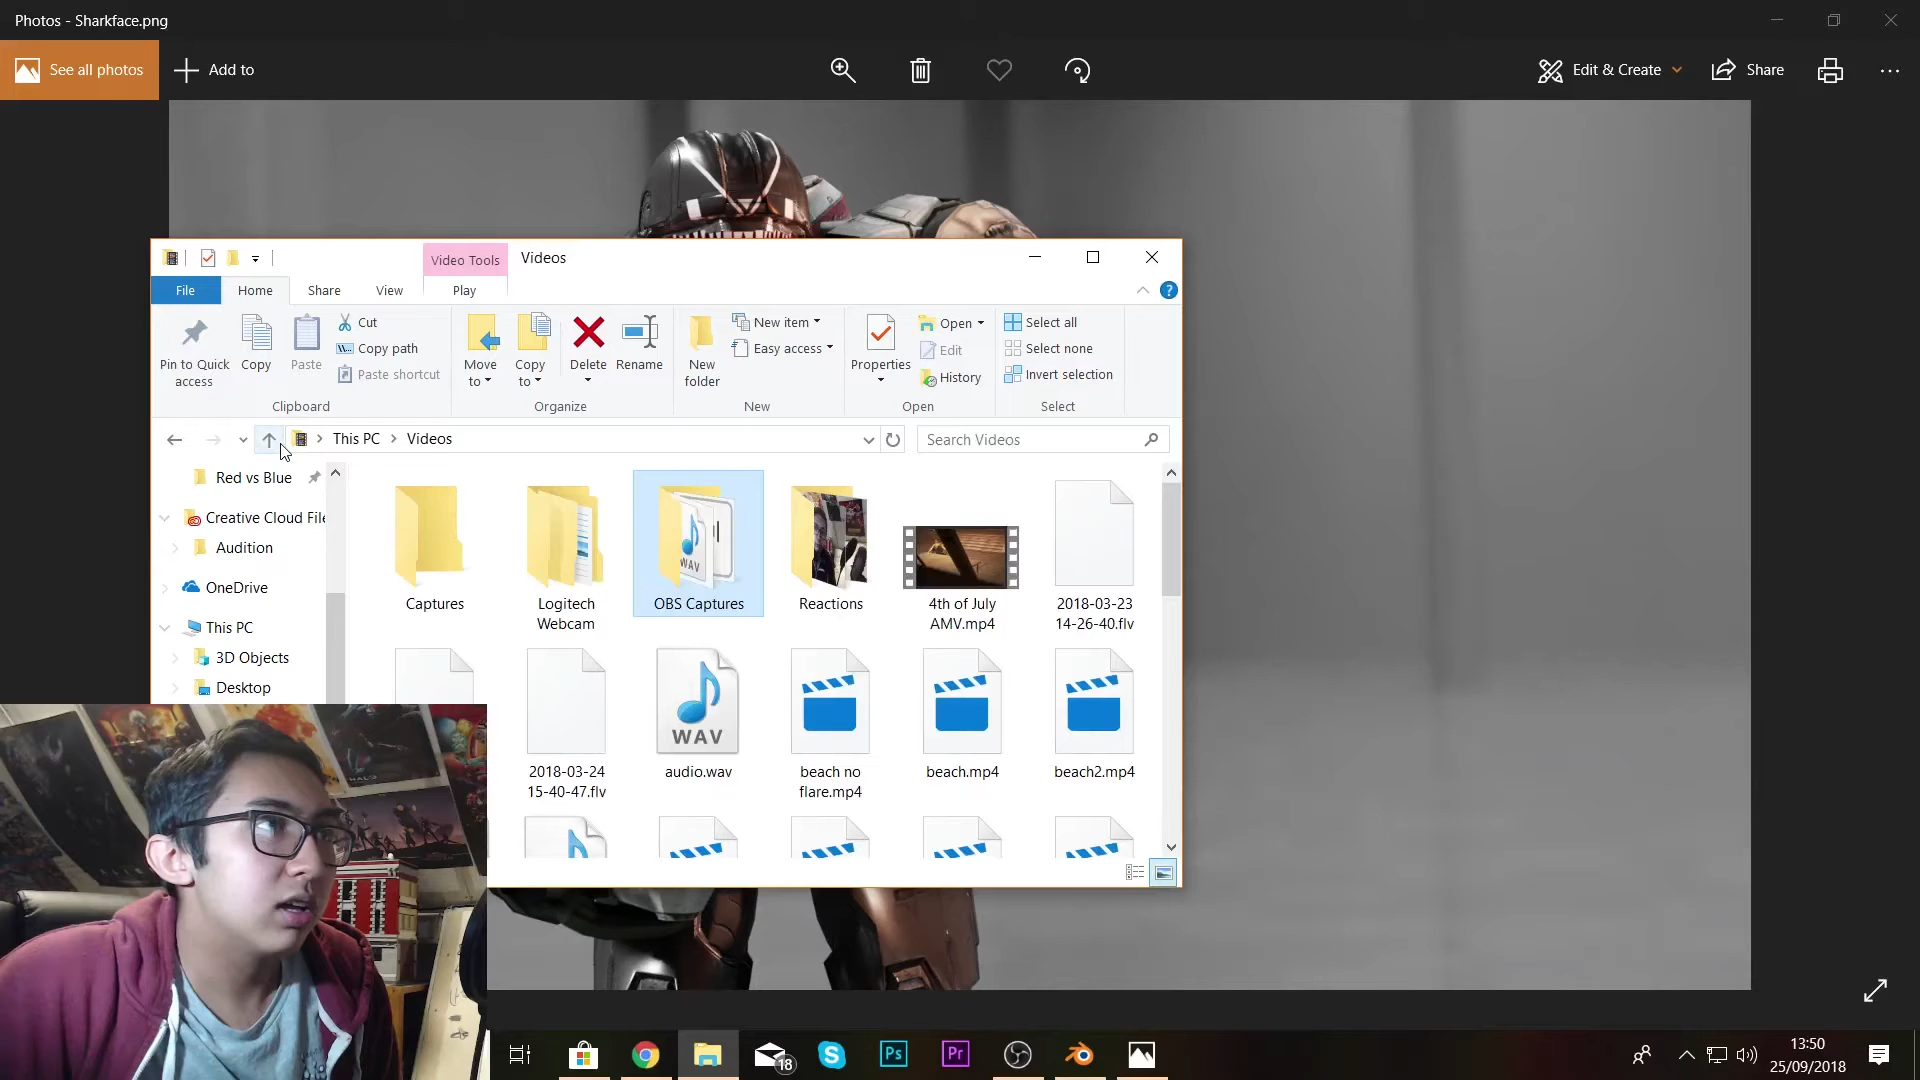 Photos - Sharkface.png
See all photos
Add to
Edit & Create
Share
Video Tools
Videos
File
Home
Share
View
Play
Pin to Quick access
Copy
Paste
Cut
Copy path
Paste shortcut
Clipboard
Move to
Copy to
Delete
Rename
Organize
New folder
New item
Easy access
New
Properties
Open
Edit
History
Open
Select all
Select none
Invert selection
Select
This PC
Videos
Search Videos
Red vs Blue
Creative Cloud File
Audition
OneDrive
This PC
3D Objects
Desktop
WAV
Captures
Logitech
Webcam
OBS Captures
Reactions
4th of July
AMV.mp4
2018-03-23
14-26-40.flv
WAV
2018-03-24
15-40-47.flv
audio.wav
beach no
flare.mp4
beach.mp4
beach2.mp4
HALO
18
Ps
Pr
13:50
25/09/2018